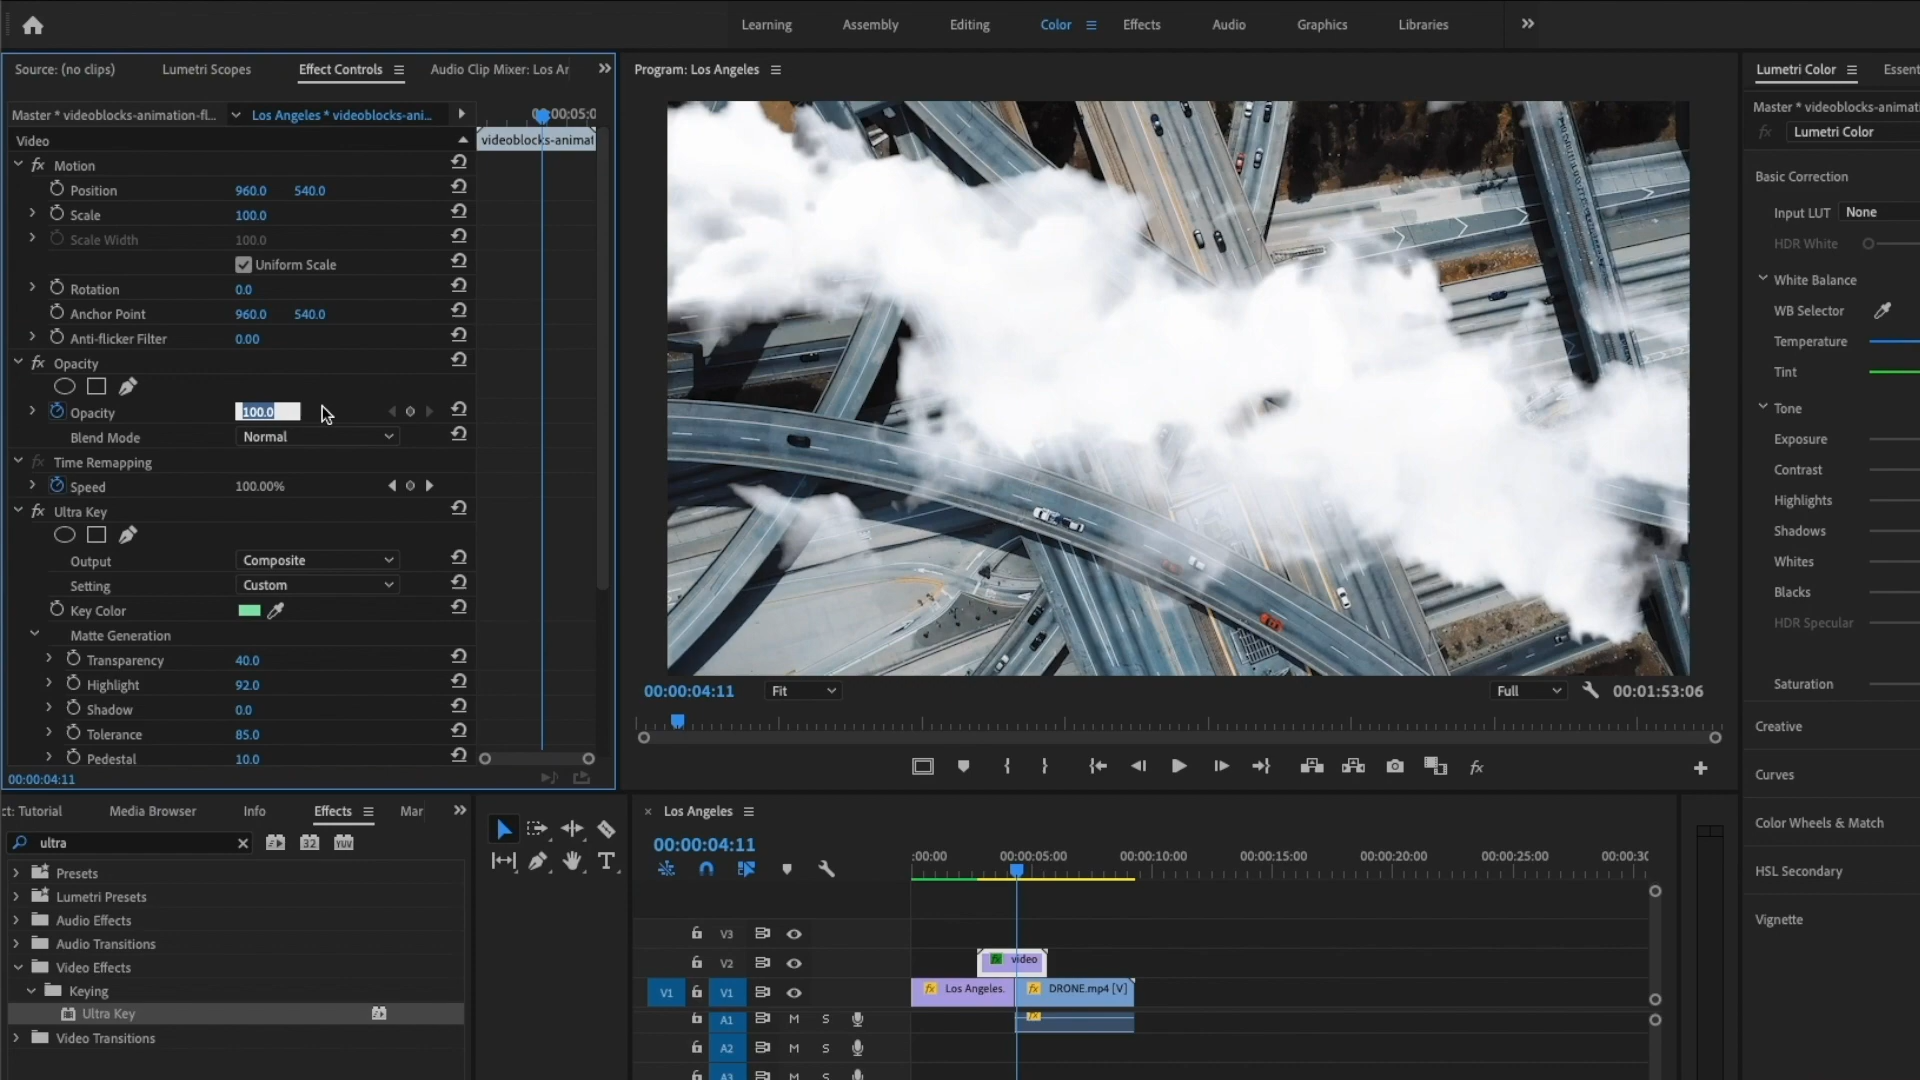 Learning Assembly Editing Color Effects Audio Graphics Libraries
Source: (no clips) Lumetri Scopes Effect Controls Audio Clip Mixer: Los Ar
Master * videoblocks-animation-fl... Los Angeles * videoblocks-ani...
00:00:05:0
Video
videoblocks-animat
Motion
Position 960.0 540.0
Scale 100.0
Scale Width 100.0
Uniform Scale
Rotation 0.0
Anchor Point 960.0 540.0
Anti-flicker Filter 0.00
Opacity
Opacity 100.0
Blend Mode Normal
Time Remapping
Speed 100.00%
Ultra Key
Output Composite
Setting Custom
Key Color
Matte Generation
Transparency 40.0
Highlight 92.0
Shadow 0.0
Tolerance 85.0
Pedestal 10.0
00:00:04:11
Program: Los Angeles
00:00:04:11 Fit Full 00:01:53:06
Lumetri Color Essent
Master * videoblocks-animati
fx Lumetri Color
Basic Correction
Input LUT None
HDR White
White Balance
WB Selector
Temperature
Tint
Tone
Exposure
Contrast
Highlights
Shadows
Whites
Blacks
HDR Specular
Saturation
Creative
Curves
Color Wheels & Match
HSL Secondary
Vignette
ct: Tutorial Media Browser Info Effects Mar
ultra
32 YUV
Presets
Lumetri Presets
Audio Effects
Audio Transitions
Video Effects
Keying
Ultra Key
Video Transitions
Los Angeles
00:00:04:11
:00:00 00:00:05:00 00:00:10:00 00:00:15:00 00:00:20:00 00:00:25:00 00:00:30
V3
V2
fx video
V1 V1
fx Los Angeles. fx DRONE.mp4 [V]
A1 M S
A2 M S
A3 M S